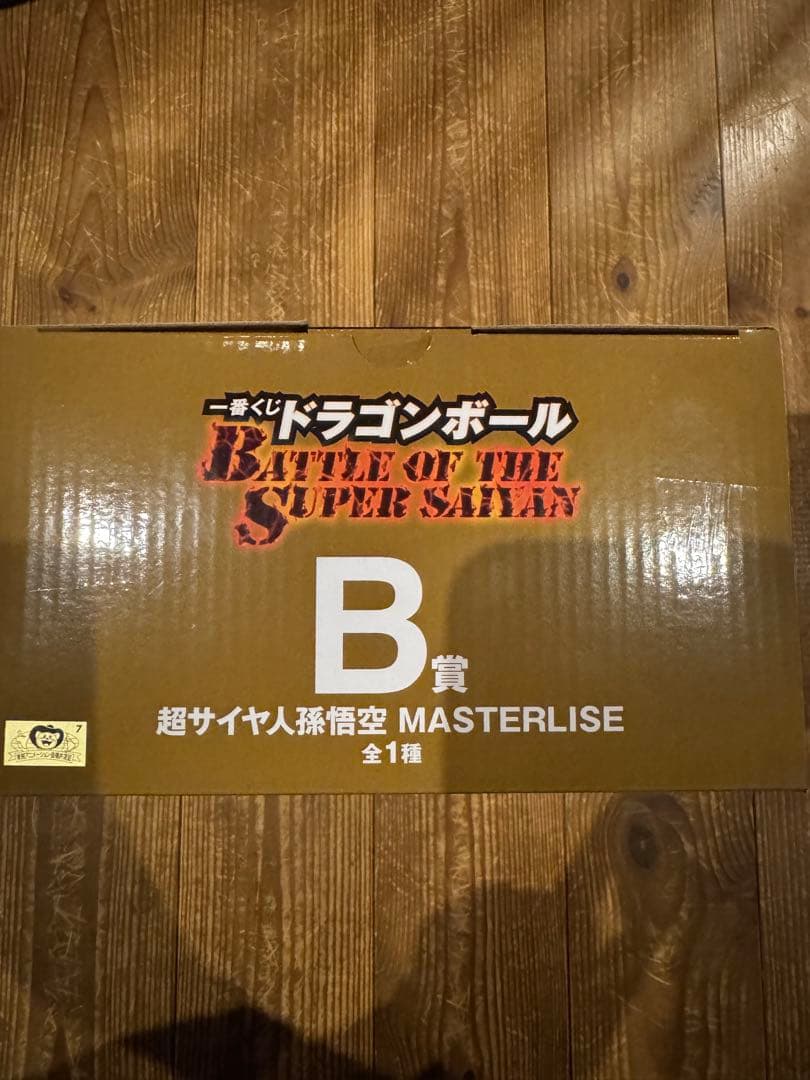 一番くじ ドラゴンボール
BATTLE OF THE
SUPER SAIYAN
B賞
超サイヤ人孫悟空 MASTERLISE
全1種
7